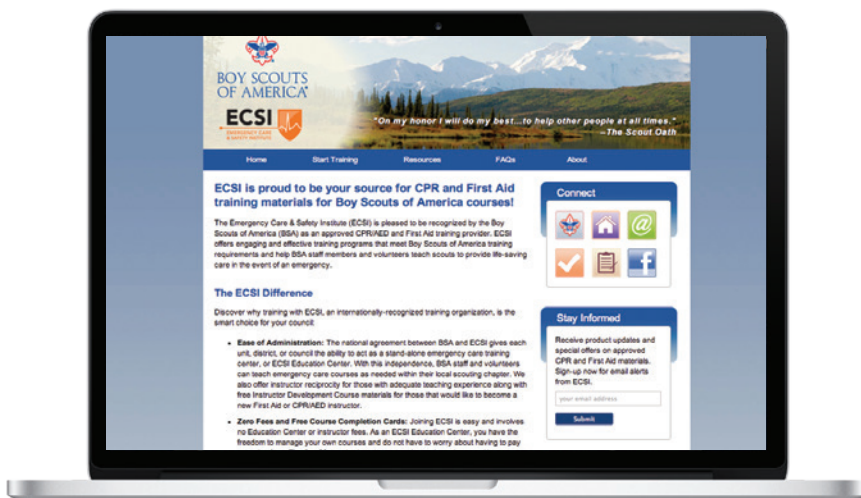 BOY SCOUTS
OF AMERICA®
ECSI
EMERGENCY CARE
& SAFETY INSTITUTE
"On my honor I will do my best...to help other people at all times."
–The Scout Oath
Home Start Training Resources FAQs About
ECSI is proud to be your source for CPR and First Aid
training materials for Boy Scouts of America courses!
The Emergency Care & Safety Institute (ECSI) is pleased to be recognized by the Boy
Scouts of America (BSA) as an approved CPR/AED and First Aid training provider. ECSI
offers engaging and effective training programs that meet Boy Scouts of America training
requirements and help BSA staff members and volunteers teach scouts to provide life-saving
care in the event of an emergency.
The ECSI Difference
Discover why training with ECSI, an internationally-recognized training organization, is the
smart choice for your council:
• Ease of Administration: The national agreement between BSA and ECSI gives each
unit, district, or council the ability to act as a stand-alone emergency care training
center, or ECSI Education Center. With this independence, BSA staff and volunteers
can teach emergency care courses as needed within their local scouting chapter. We
also offer instructor reciprocity for those with adequate teaching experience along with
free Instructor Development Course materials for those that would like to become a
new First Aid or CPR/AED instructor.
• Zero Fees and Free Course Completion Cards: Joining ECSI is easy and involves
no Education Center or instructor fees. As an ECSI Education Center, you have the
freedom to manage your own courses and do not have to worry about having to pay
Connect
@
f
Stay Informed
Receive product updates and
special offers on approved
CPR and First Aid materials.
Sign-up now for email alerts
from ECSI.
your email address
Submit